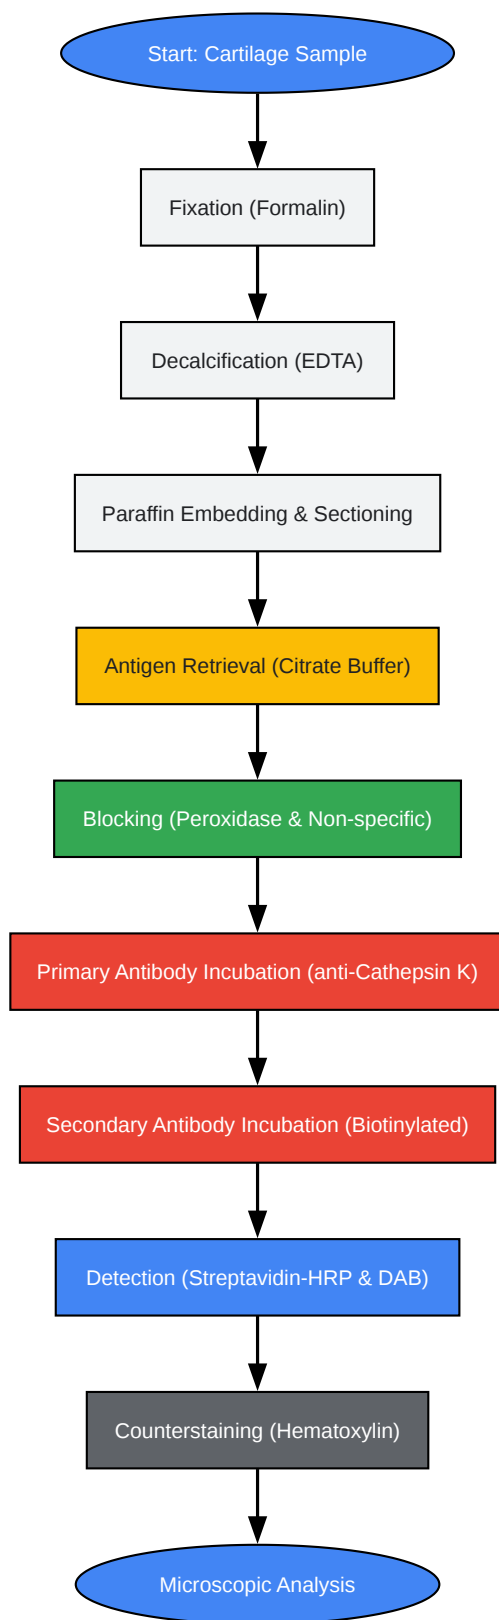 Start: Cartilage Sample
Fixation (Formalin)
Decalcification (EDTA)
Paraffin Embedding & Sectioning
Antigen Retrieval (Citrate Buffer)
Blocking (Peroxidase & Non-specific)
Primary Antibody Incubation (anti-Cathepsin K)
Secondary Antibody Incubation (Biotinylated)
Detection (Streptavidin-HRP & DAB)
Counterstaining (Hematoxylin)
Microscopic Analysis